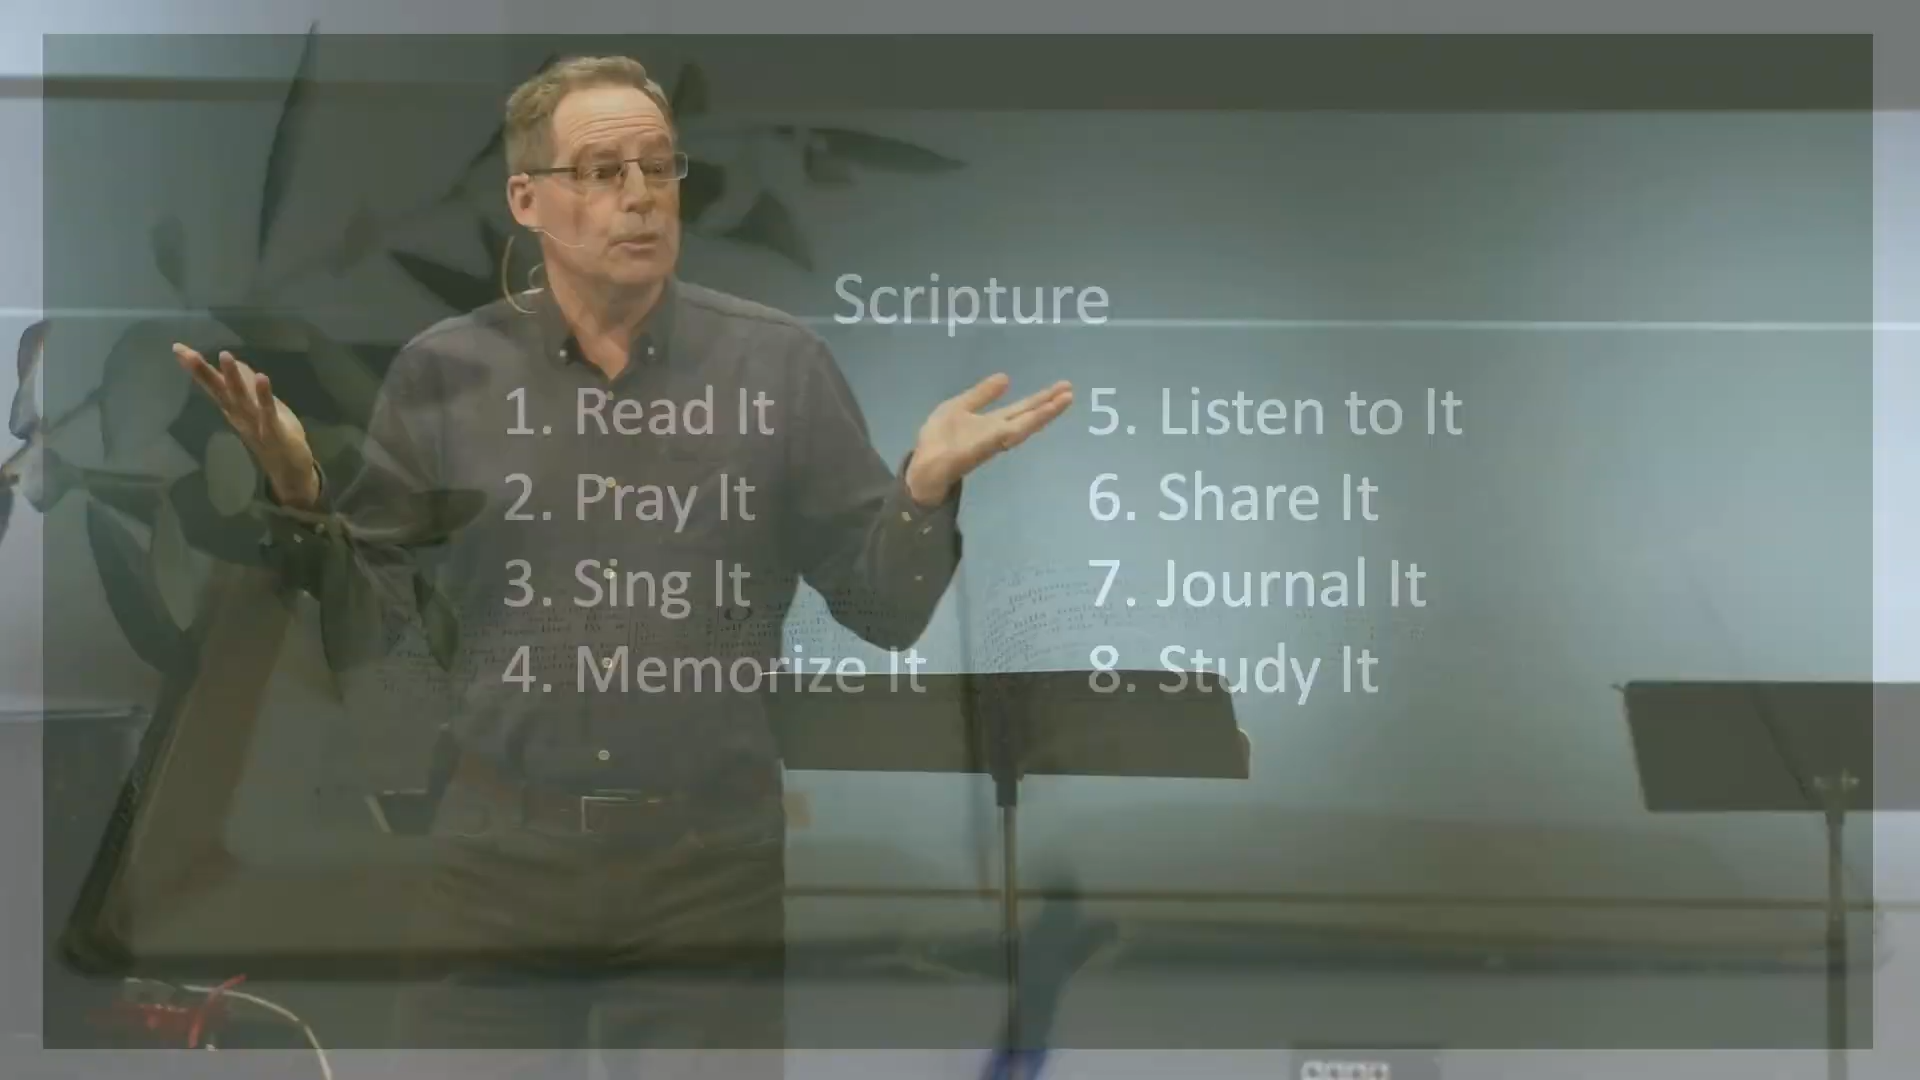 Scripture
1. Read It
2. Pray It
3. Sing It
4. Memorize It
5. Listen to It
6. Share It
7. Journal It
8. Study It